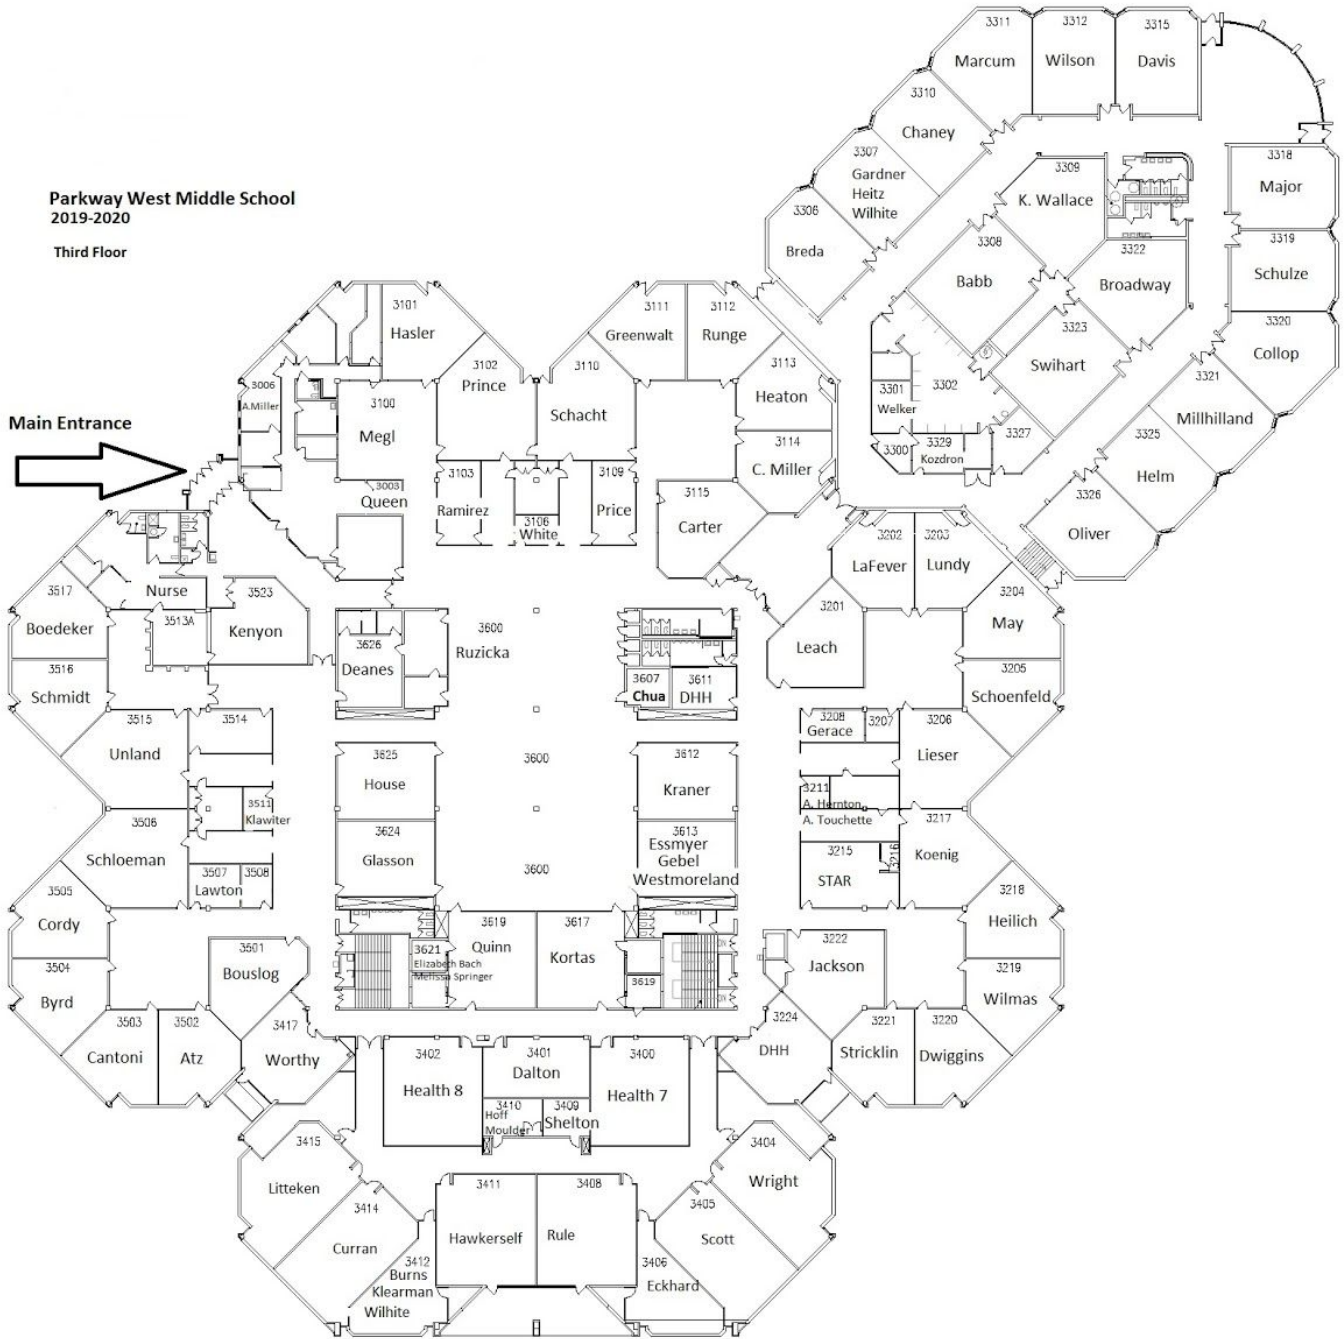 3311
3312
3315
Marcum
Wilson
Davis
3310
Chaney
3307
Gardner
Heitz
Wilhite
3309
K. Wallace
3318
Major
Parkway West Middle School
2019-2020
Third Floor
3306
Breda
3308
Babb
3322
Broadway
3319
Schulze
3101
Hasler
3111
Greenwalt
3112
Runge
3323
Swihart
3320
Collop
3102
Prince
3110
Schacht
3113
Heaton
3006
A.Miller
3100
Megl
3301
Welker
3302
3321
Millhilland
Main Entrance
3114
C. Miller
3300
3329
Kozdron
3327
3325
Helm
3103
Ramirez
3106
White
3109
Price
3003
Queen
3115
Carter
3326
Oliver
3202
LaFever
3203
Lundy
3517
Boedeker
Nurse
3513A
3523
Kenyon
3626
Deanes
3600
Ruzicka
3201
Leach
3204
May
3516
Schmidt
3607
Chua
3611
DHH
3205
Schoenfeld
3515
Unland
3514
3208
Gerace
3207
3206
Lieser
3625
House
3600
3612
Kraner
3511
Klawiter
3211
A. Hernton
A. Touchette
3506
Schloeman
3624
Glasson
3600
3613
Essmyer
Gebel
Westmoreland
3217
Koenig
3507
Lawton
3508
3215
STAR
3216
3505
Cordy
3218
Heilich
3501
Bouslog
3621
Elizabeth Bach
Melissa Springer
3619
Quinn
3617
Kortas
3619
DN
DN
3222
Jackson
3504
Byrd
3219
Wilmas
3503
Cantoni
3502
Atz
3417
Worthy
3224
DHH
3221
Stricklin
3220
Dwiggins
3402
Health 8
3401
Dalton
3400
Health 7
3410
Hoff
Moulder
3409
Shelton
3415
Litteken
3404
Wright
3414
Curran
3411
Hawkerself
3408
Rule
3405
Scott
3412
Burns
Klearman
Wilhite
3406
Eckhard